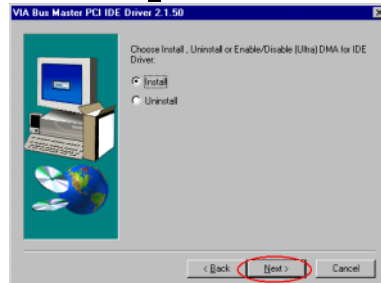 VIA Bus Master PCI IDE Driver 2.1.50
Choose Install , Uninstall or Enable/Disable (Ultra) DMA for IDE
Driver:
Install
Uninstall
< Back
Next >
Cancel